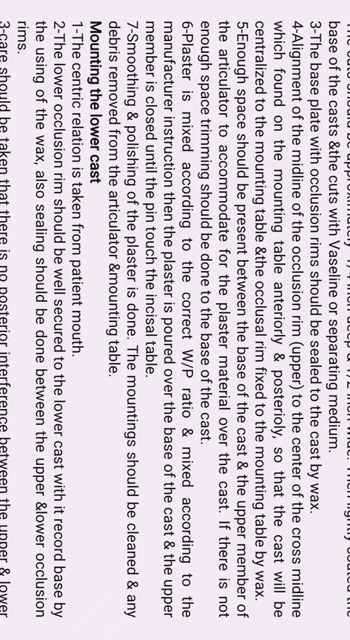 base of the casts &the cuts with Vaseline or separating medium.
3-The base plate with occlusion rims should be sealed to the cast by wax.
4-Alignment of the midline of the occlusion rim (upper) to the center of the cross midline
which found on the mounting table anteriorly & posterioly, so that the cast will be
centralized to the mounting table &the occlusal rim fixed to the mounting table by wax.
5-Enough space should be present between the base of the cast & the upper member of
the articulator to accommodate for the plaster material over the cast. If there is not
enough space trimming should be done to the base of the cast.
6-Plaster is mixed according to the correct W/P ratio & mixed according to the
manufacturer instruction then the plaster is poured over the base of the cast & the upper
member is closed until the pin touch the incisal table.
7-Smoothing & polishing of the plaster is done. The mountings should be cleaned & any
debris removed from the articulator &mounting table.
Mounting the lower cast
1-The centric relation is taken from patient mouth.
2-The lower occlusion rim should be well secured to the lower cast with it record base by
the using of the wax, also sealing should be done between the upper &lower occlusion
rims.
3-care should be taken that there is no posterior interference between the upper & lower